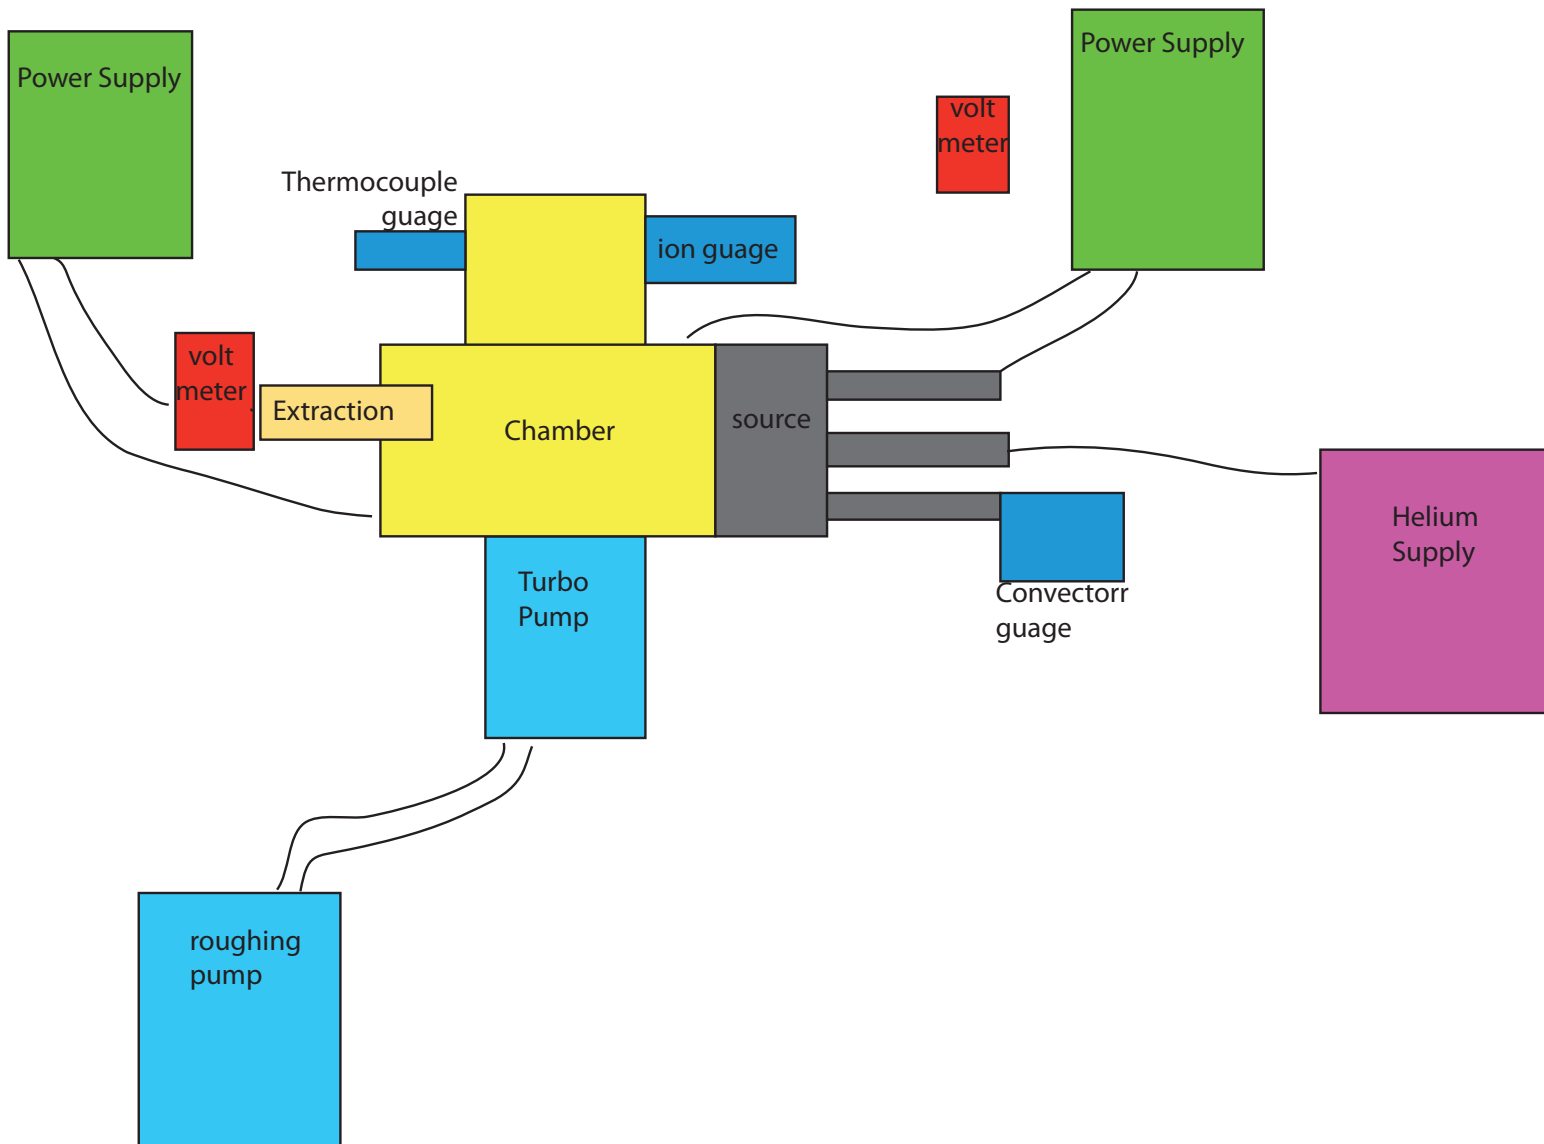 Power Supply
Power Supply
volt
meter
Thermocouple
guage
ion guage
volt
meter
Extraction
Chamber
source
Helium
Supply
Turbo
Pump
Convectorr
guage
roughing
pump